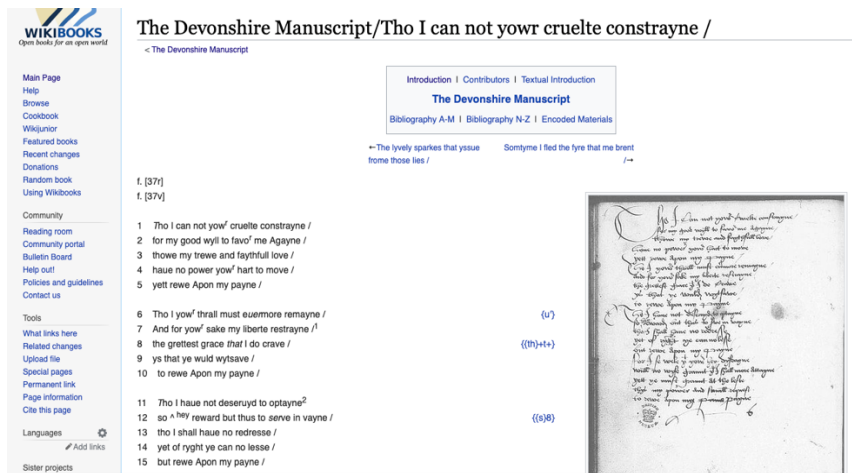 The Devonshire Manuscript/Tho I can not yowr cruelte constrayne /
< The Devonshire Manuscript
WIKIBOOKS
Open books for an open world
Main Page
Help
Browse
Cookbook
Wikijunior
Featured books
Recent changes
Donations
Random book
Using Wikibooks
Community
Reading room
Community portal
Bulletin Board
Help out!
Policies and guidelines
Contact us
Tools
What links here
Related changes
Upload file
Special pages
Permanent link
Page information
Cite this page
Languages
Add links
Sister projects
Introduction | Contributors | Textual Introduction
The Devonshire Manuscript
Bibliography A-M | Bibliography N-Z | Encoded Materials
←The lyvely sparkes that yssue
frome those lies /
Somtyme I fled the fyre that me brent
/→
f. [37r]
f. [37v]
1 Tho I can not yowʳ cruelte constrayne /
2 for my good wyll to favoʳ me Agayne /
3 thowe my trewe and faythfull love /
4 haue no power yowʳ hart to move /
5 yett rewe Apon my payne /
6 Tho I yowʳ thrall must euermore remayne / {u'}
7 And for yowʳ sake my liberte restrayne /¹
8 the grettest grace that I do crave / {{th}+t+}
9 ys that ye wuld wytsave /
10 to rewe Apon my payne /
11 Tho I haue not deseruyd to optayne²
12 so ^ hey reward but thus to serve in vayne / {{s}8}
13 tho I shall haue no redresse /
14 yet of ryght ye can no lesse /
15 but rewe Apon my payne /